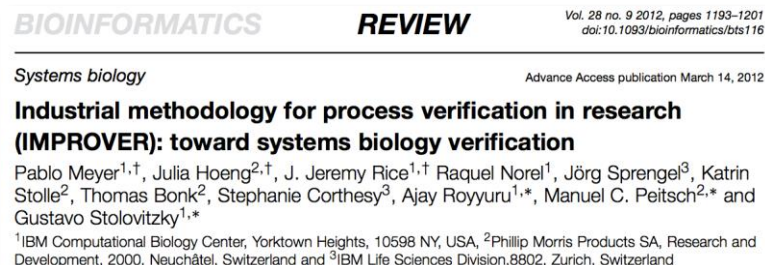 BIOINFORMATICS REVIEW Vol. 28 no. 9 2012, pages 1193–1201
doi:10.1093/bioinformatics/bts116
Systems biology Advance Access publication March 14, 2012
Industrial methodology for process verification in research
(IMPROVER): toward systems biology verification
Pablo Meyer1,†, Julia Hoeng2,†, J. Jeremy Rice1,† Raquel Norel1, Jörg Sprengel3, Katrin
Stolle2, Thomas Bonk2, Stephanie Corthesy3, Ajay Royyuru1,*, Manuel C. Peitsch2,* and
Gustavo Stolovitzky1,*
1IBM Computational Biology Center, Yorktown Heights, 10598 NY, USA, 2Phillip Morris Products SA, Research and
Development, 2000, Neuchâtel, Switzerland and 3IBM Life Sciences Division,8802, Zurich, Switzerland